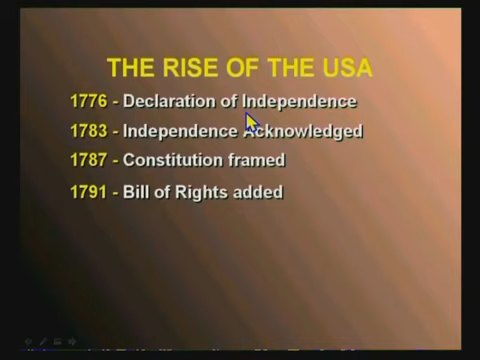 THE RISE OF THE USA
1776 - Declaration of Independence
1783 - Independence Acknowledged
1787 - Constitution framed
1791 - Bill of Rights added